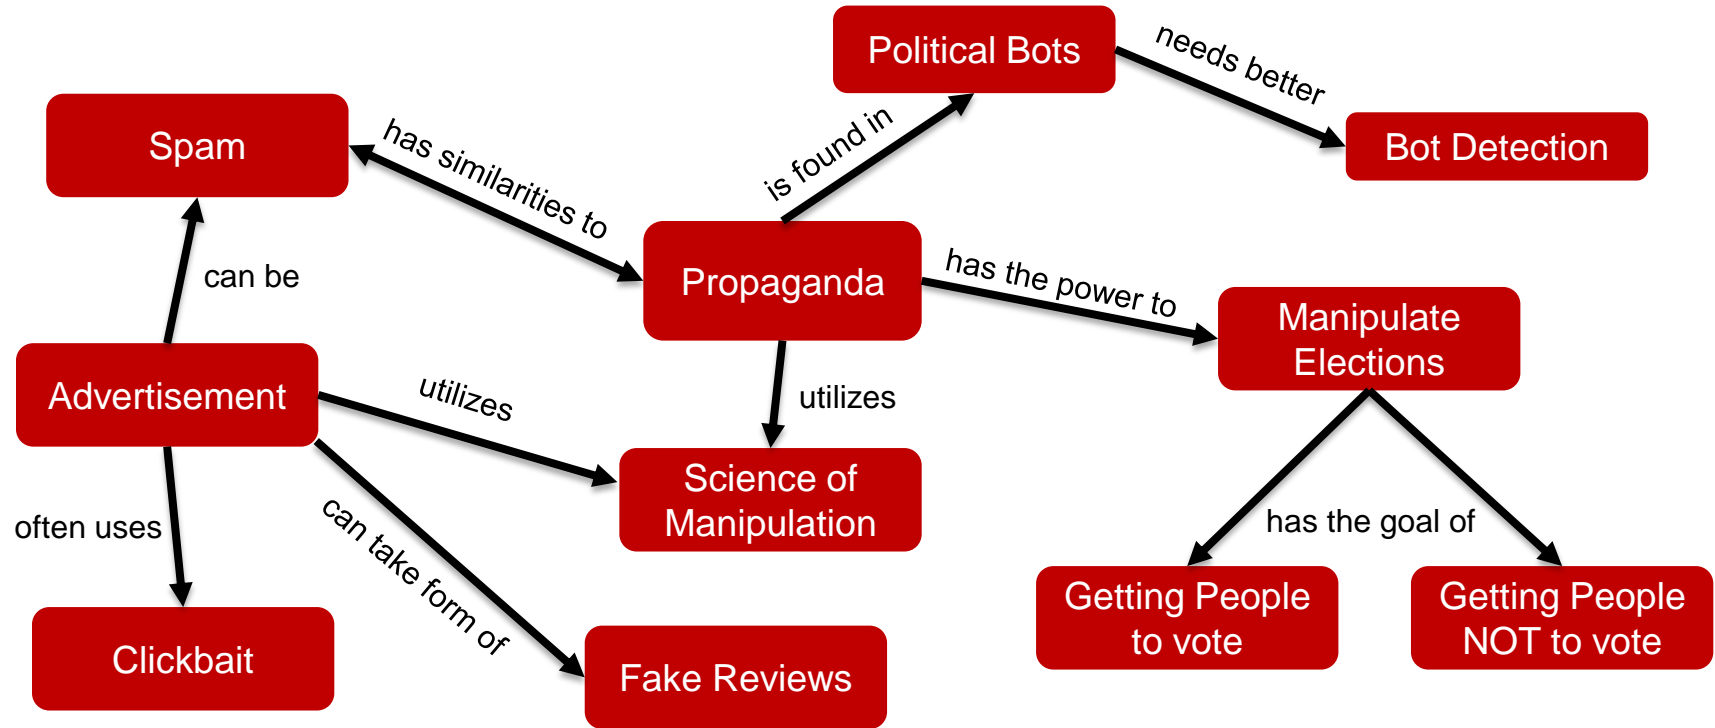 Political Bots
needs better
Bot Detection
Spam
has similarities to
is found in
Propaganda
has the power to
can be
Manipulate
Elections
Advertisement
utilizes
utilizes
Science of
Manipulation
often uses
can take form of
has the goal of
Getting People
to vote
Getting People
NOT to vote
Clickbait
Fake Reviews